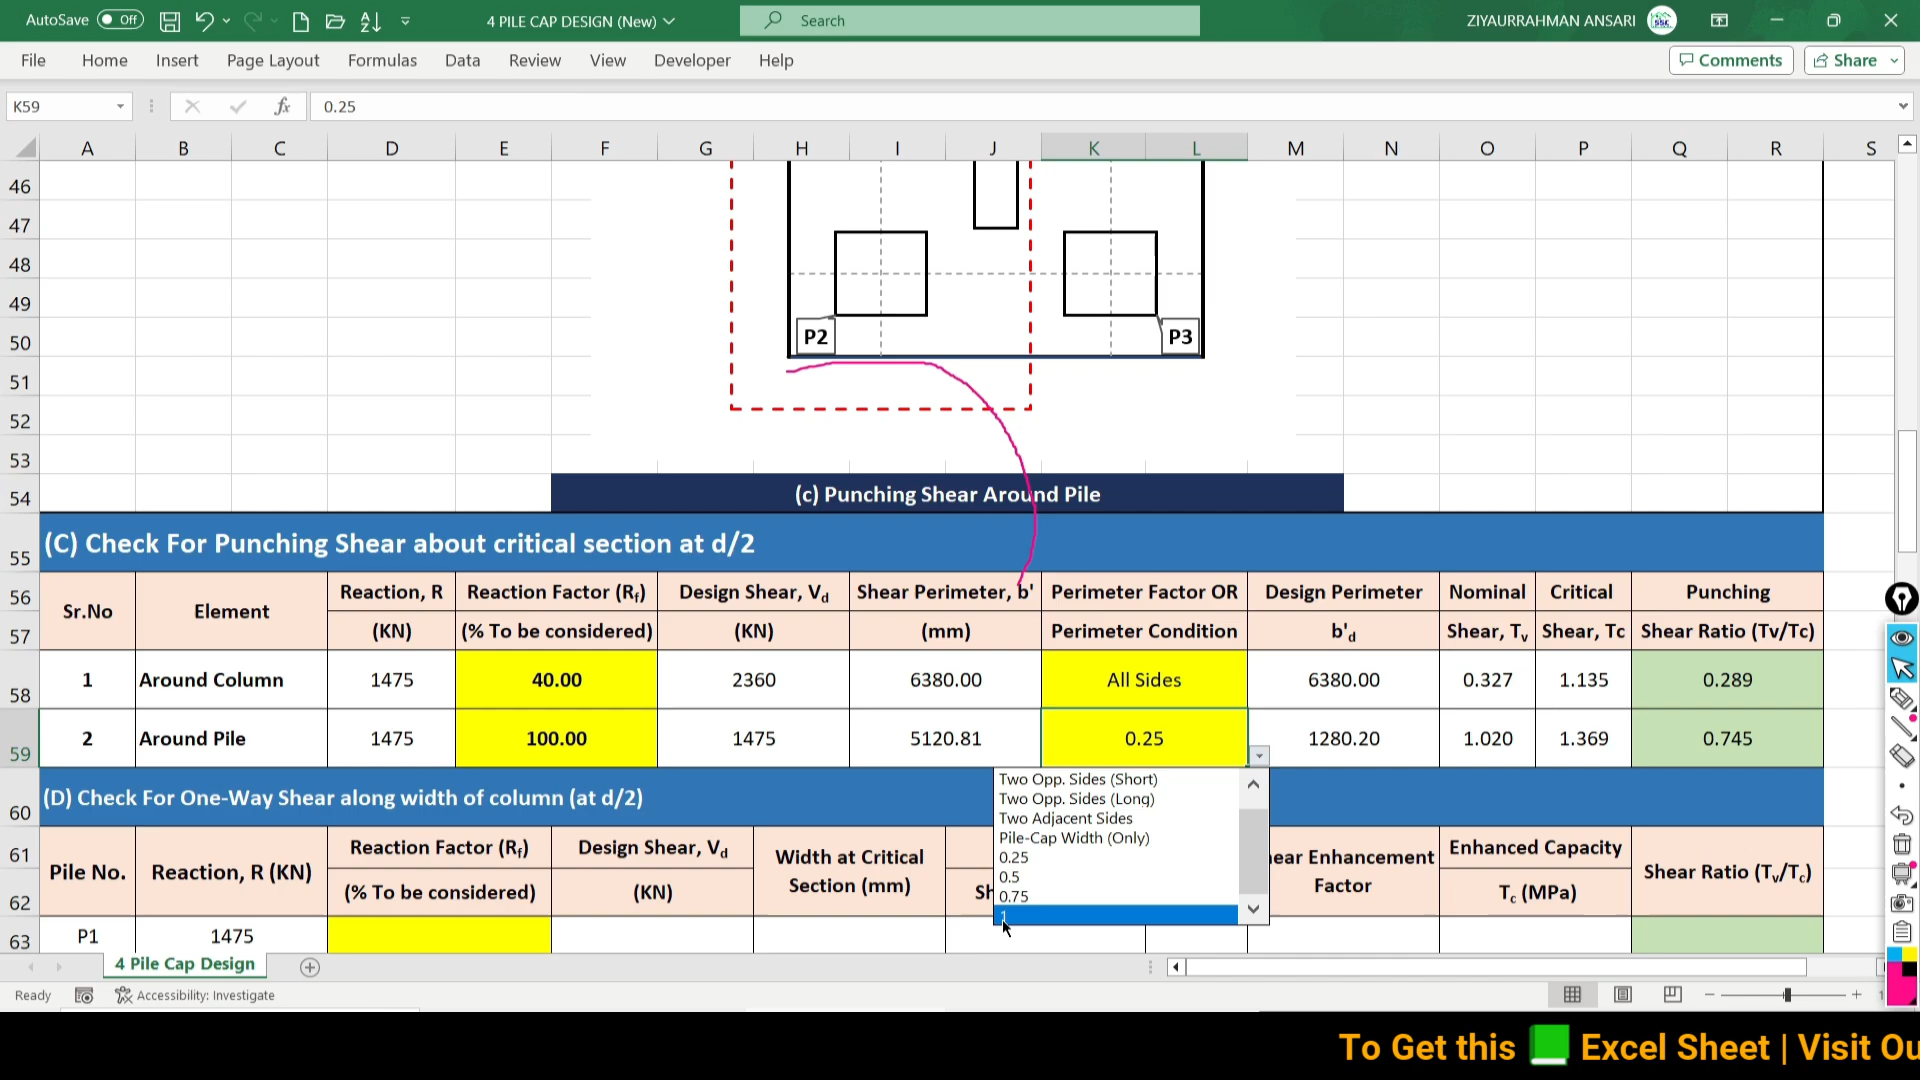 AutoSave Off 4 PILE CAP DESIGN (New) Search ZIYAURRAHMAN ANSARI SSC
File Home Insert Page Layout Formulas Data Review View Developer Help Comments Share
K59 fx 0.25
A B C D E F G H I J K L M N O P Q R S
46
47
48
49
50 P2 P3
51
52
53
54 (c) Punching Shear Around Pile
55 (C) Check For Punching Shear about critical section at d/2
56 Sr.No Element Reaction, R Reaction Factor (Rf) Design Shear, Vd Shear Perimeter, b' Perimeter Factor OR Design Perimeter Nominal Critical Punching
57 (KN) (% To be considered) (KN) (mm) Perimeter Condition b'd Shear, Tv Shear, Tc Shear Ratio (Tv/Tc)
58 1 Around Column 1475 40.00 2360 6380.00 All Sides 6380.00 0.327 1.135 0.289
59 2 Around Pile 1475 100.00 1475 5120.81 0.25 1280.20 1.020 1.369 0.745
Two Opp. Sides (Short)
Two Opp. Sides (Long)
Two Adjacent Sides
Pile-Cap Width (Only)
0.25
0.5
0.75
1
60 (D) Check For One-Way Shear along width of column (at d/2)
61 Pile No. Reaction, R (KN) Reaction Factor (Rf) Design Shear, Vd Width at Critical Enhancement Enhanced Capacity Shear Ratio (Tv/Tc)
62 (% To be considered) (KN) Section (mm) Factor Tc (MPa)
63 P1 1475
4 Pile Cap Design
Ready Accessibility: Investigate
To Get this Excel Sheet | Visit Ou